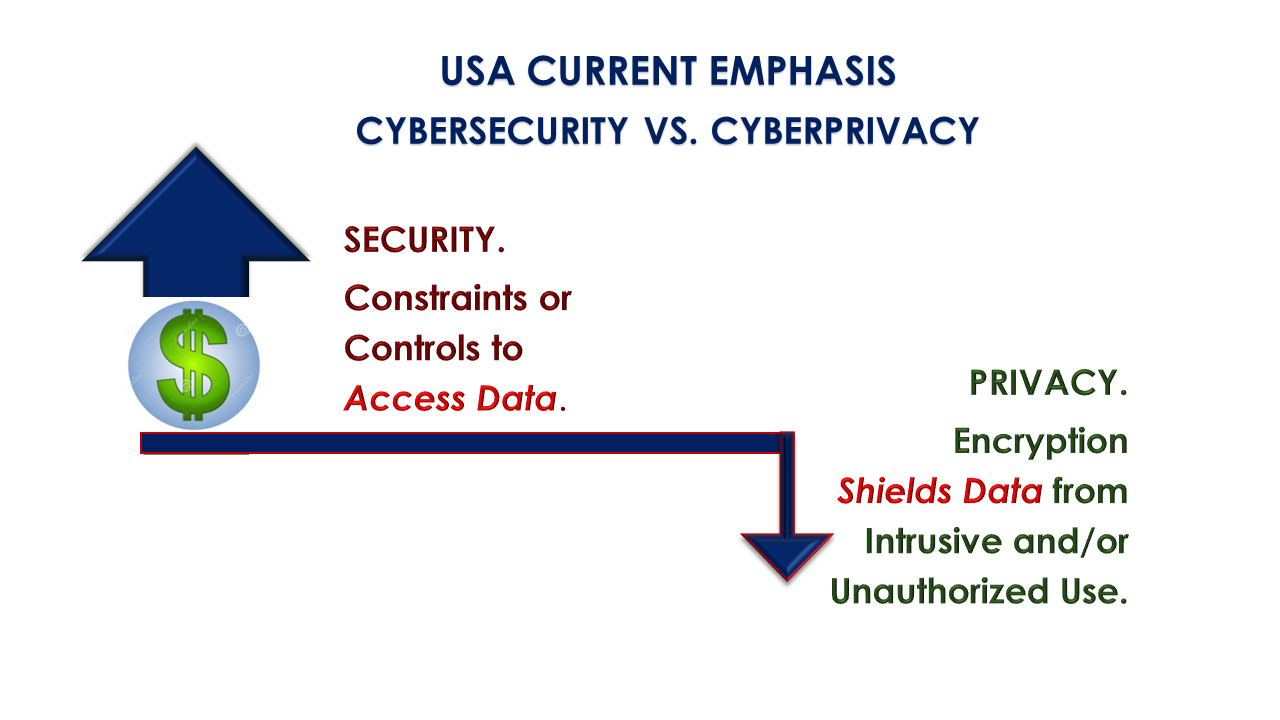 USA CURRENT EMPHASIS
CYBERSECURITY VS. CYBERPRIVACY
SECURITY.
Constraints or
Controls to
Access Data.
PRIVACY.
Encryption
Shields Data from
Intrusive and/or
Unauthorized Use.
$